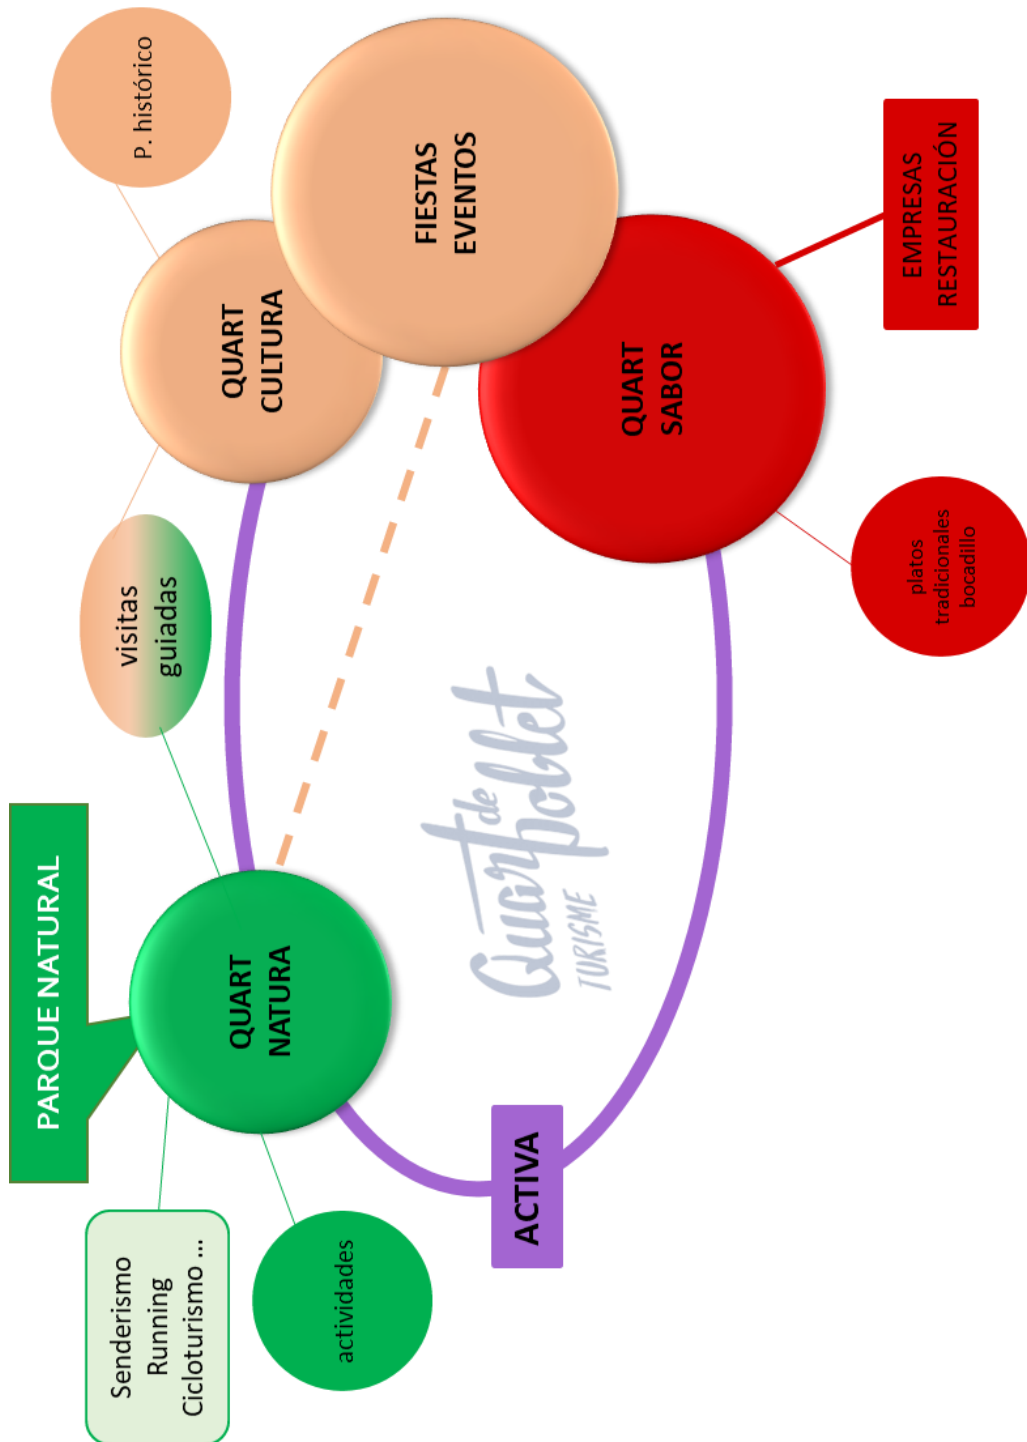 PARQUE NATURAL
Senderismo
Running
Cicloturismo ...
actividades
QUART
NATURA
visitas
guiadas
QUART
CULTURA
P. histórico
FIESTAS
EVENTOS
Quart de
Poblet
TURISME
ACTIVA
QUART
SABOR
platos
tradicionales
bocadillo
EMPRESAS
RESTAURACIÓN